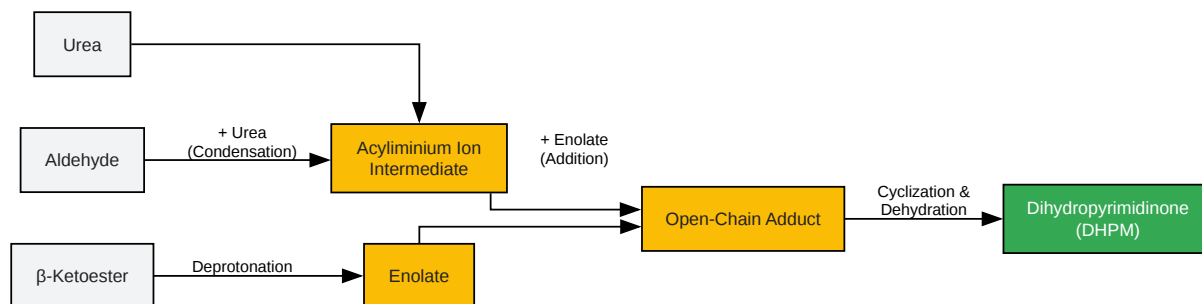 Urea
Aldehyde
+ Urea
(Condensation)
Acyliminium Ion
Intermediate
+ Enolate
(Addition)
Open-Chain Adduct
Cyclization &
Dehydration
Dihydropyrimidinone
(DHPM)
β-Ketoester
Deprotonation
Enolate